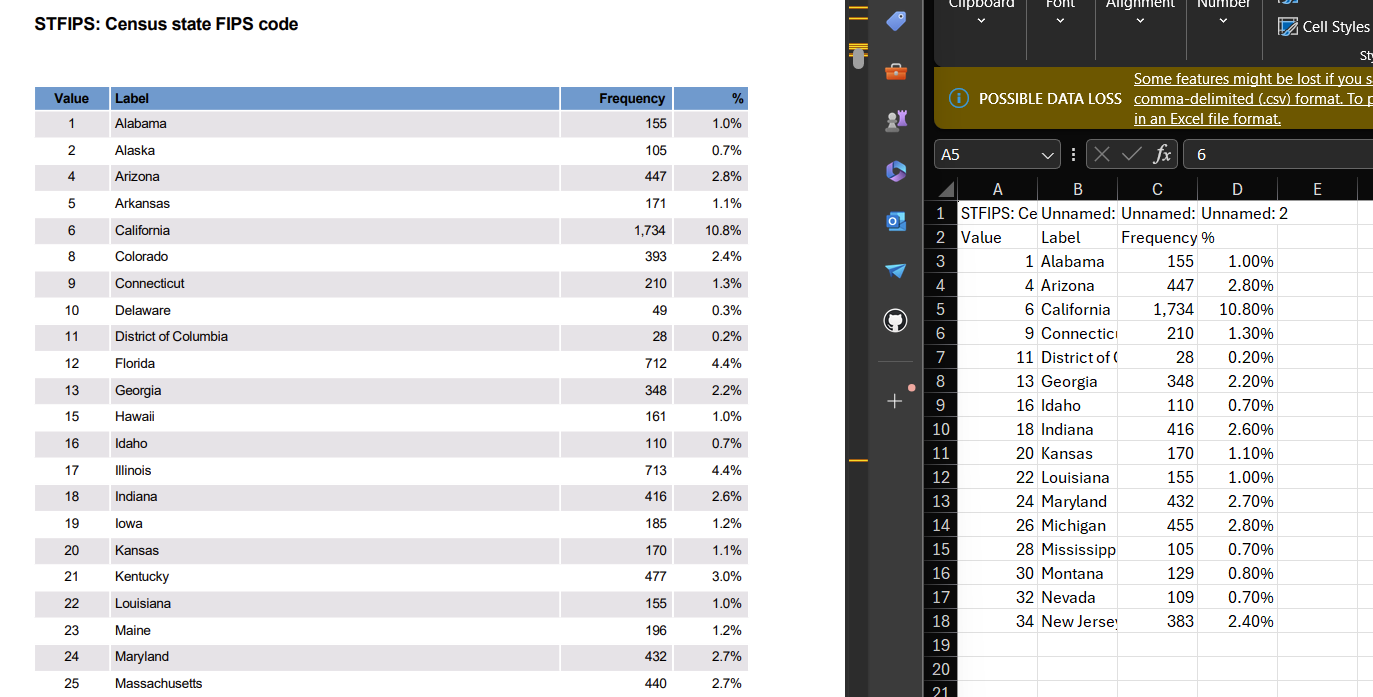 STFIPS: Census state FIPS code
Value Label Frequency %
1 Alabama 155 1.0%
2 Alaska 105 0.7%
4 Arizona 447 2.8%
5 Arkansas 171 1.1%
6 California 1,734 10.8%
8 Colorado 393 2.4%
9 Connecticut 210 1.3%
10 Delaware 49 0.3%
11 District of Columbia 28 0.2%
12 Florida 712 4.4%
13 Georgia 348 2.2%
15 Hawaii 161 1.0%
16 Idaho 110 0.7%
17 Illinois 713 4.4%
18 Indiana 416 2.6%
19 Iowa 185 1.2%
20 Kansas 170 1.1%
21 Kentucky 477 3.0%
22 Louisiana 155 1.0%
23 Maine 196 1.2%
24 Maryland 432 2.7%
25 Massachusetts 440 2.7%
Clipboard Font Alignment Number
Cell Styles
Sty
POSSIBLE DATA LOSS
Some features might be lost if you s
comma-delimited (.csv) format. To p
in an Excel file format.
A5 fx 6
A B C D E
1 STFIPS: Ce Unnamed: Unnamed: Unnamed: 2
2 Value Label Frequency %
3 1 Alabama 155 1.00%
4 4 Arizona 447 2.80%
5 6 California 1,734 10.80%
6 9 Connectic 210 1.30%
7 11 District of 28 0.20%
8 13 Georgia 348 2.20%
9 16 Idaho 110 0.70%
10 18 Indiana 416 2.60%
11 20 Kansas 170 1.10%
12 22 Louisiana 155 1.00%
13 24 Maryland 432 2.70%
14 26 Michigan 455 2.80%
15 28 Mississipp 105 0.70%
16 30 Montana 129 0.80%
17 32 Nevada 109 0.70%
18 34 New Jersey 383 2.40%
19
20
21